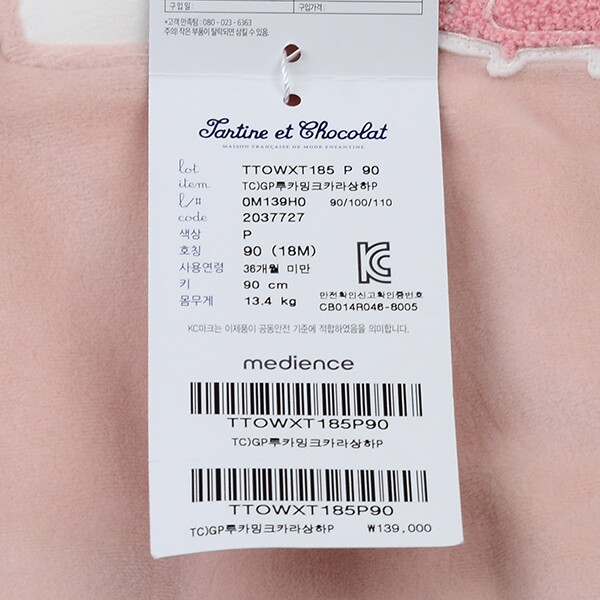 구입일 :
구입가격 :
*고객 만족팀 : 080 - 023 - 6363
주의! 작은 부품이 탈락되면 삼킬 수 있음.
Tartine et Chocolat
MAISON FRANÇAISE DE MODE ENFANTINE
lot TTOWXT185 P 90
item TC)GP루카밍크카라상하P
l/# 0M139H0 90/100/110
code 2037727
색상 P
호칭 90 (18M)
사용연령 36개월 미만
키 90 cm
몸무게 13.4 kg
KC
안전확인신고확인증번호
CB014R046-8005
KC마크는 이제품이 공동안전 기준에 적합하였음을 의미합니다.
medience
TTOWXT185P90
TC)GP루카밍크카라상하P
TTOWXT185P90
TC)GP루카밍크카라상하P ₩139,000